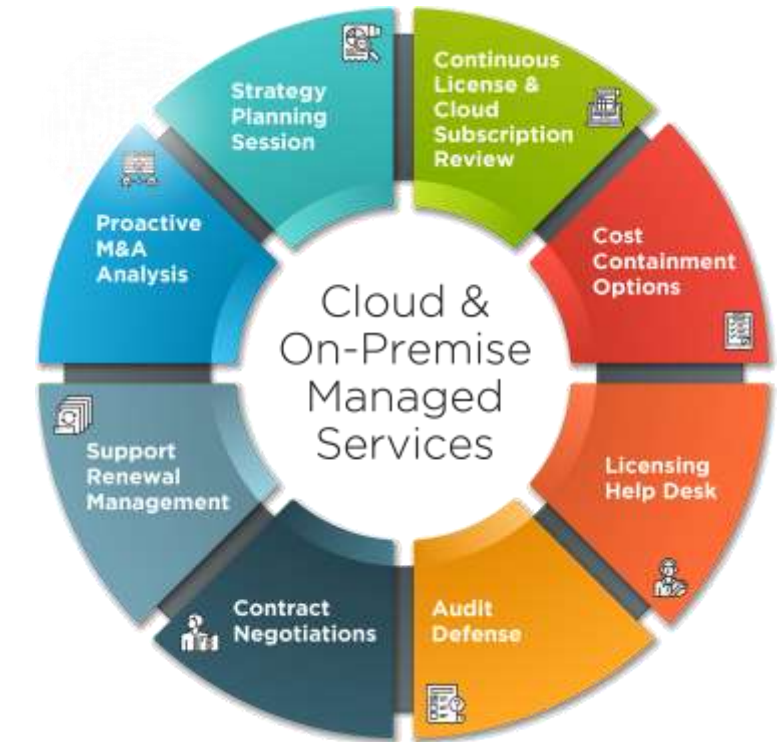 Strategy
Planning
Session
Continuous
License &
Cloud
Subscription
Review
Cost
Containment
Options
Licensing
Help Desk
Audit
Defense
Contract
Negotiations
Support
Renewal
Management
Proactive
M&A
Analysis
Cloud &
On-Premise
Managed
Services